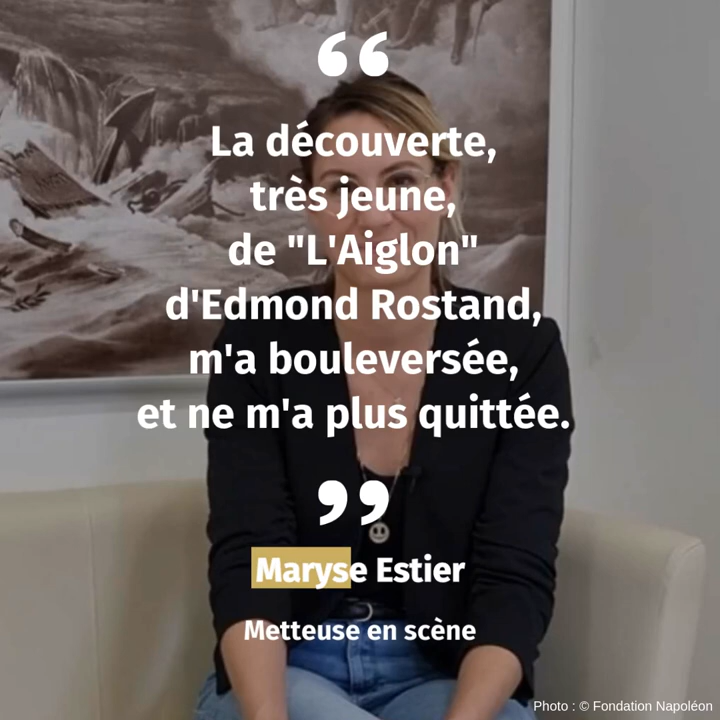 “
La découverte,
très jeune,
de "L'Aiglon"
d'Edmond Rostand,
m'a bouleversée,
et ne m'a plus quittée.
”
Maryse Estier
Metteuse en scène
Photo : © Fondation Napoléon